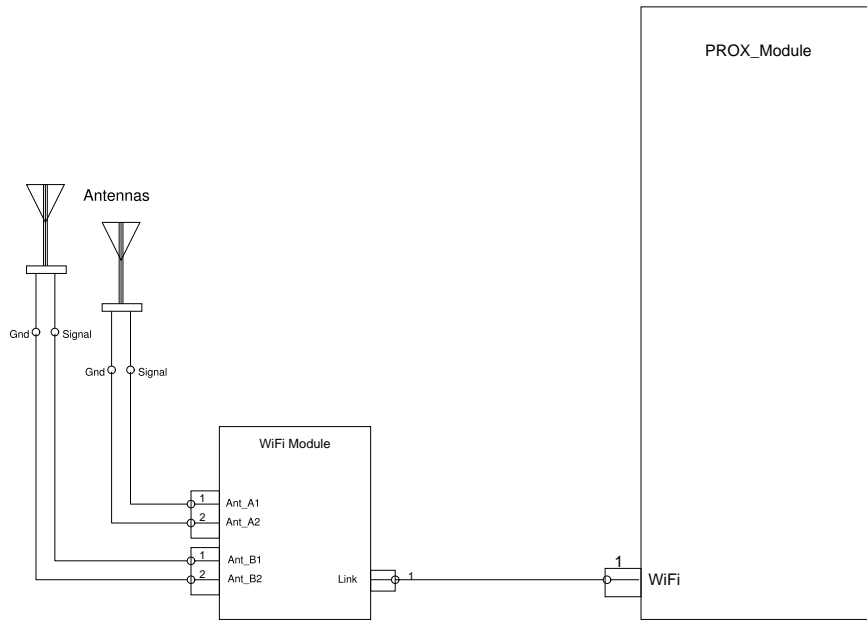 PROX_Module
Antennas
Gnd Signal
Gnd Signal
WiFi Module
1 Ant_A1
2 Ant_A2
1 Ant_B1
2 Ant_B2
Link 1
1
WiFi